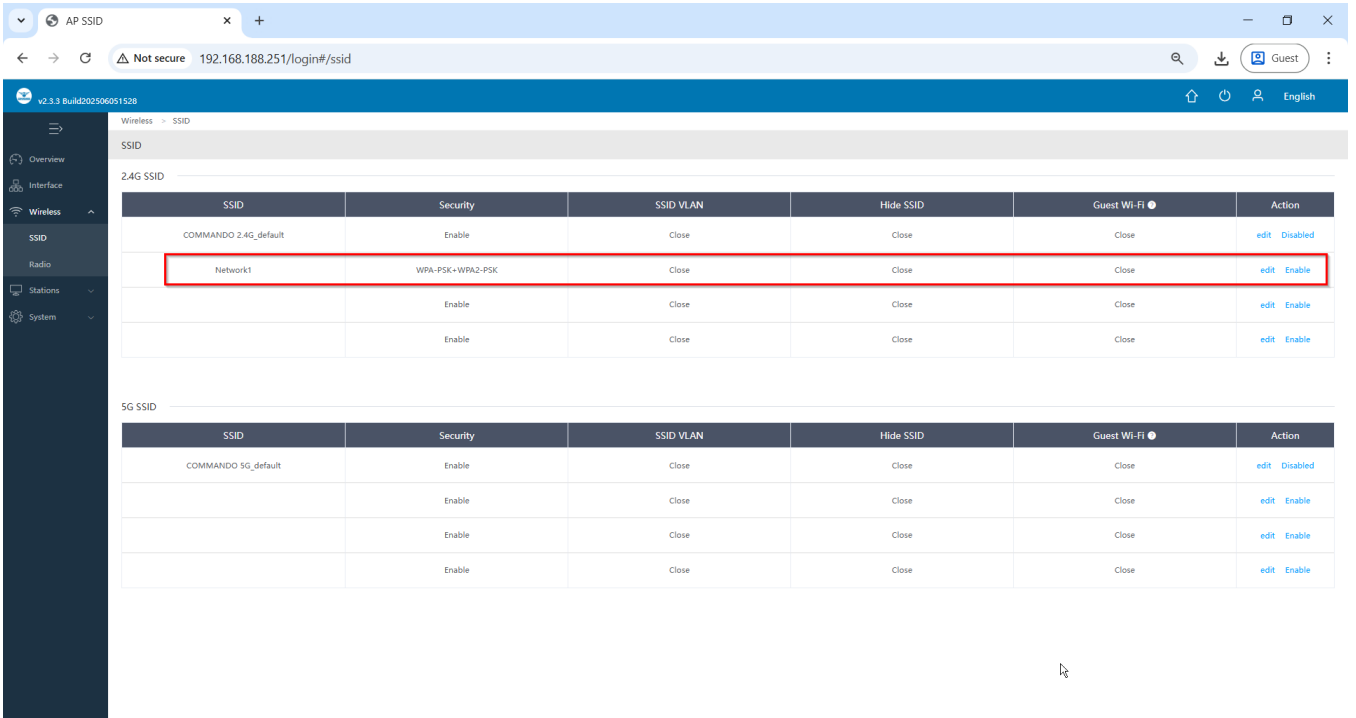 AP SSID
Not secure 192.168.188.251/login#/ssid Guest
v2.3.3 Build202506051528 English
Wireless > SSID
SSID
Overview
Interface
Wireless
SSID
Radio
Stations
System
2.4G SSID
SSID Security SSID VLAN Hide SSID Guest Wi-Fi Action
COMMANDO 2.4G_default Enable Close Close Close edit Disabled
Network1 WPA-PSK+WPA2-PSK Close Close Close edit Enable
Enable Close Close Close edit Enable
Enable Close Close Close edit Enable
5G SSID
SSID Security SSID VLAN Hide SSID Guest Wi-Fi Action
COMMANDO 5G_default Enable Close Close Close edit Disabled
Enable Close Close Close edit Enable
Enable Close Close Close edit Enable
Enable Close Close Close edit Enable